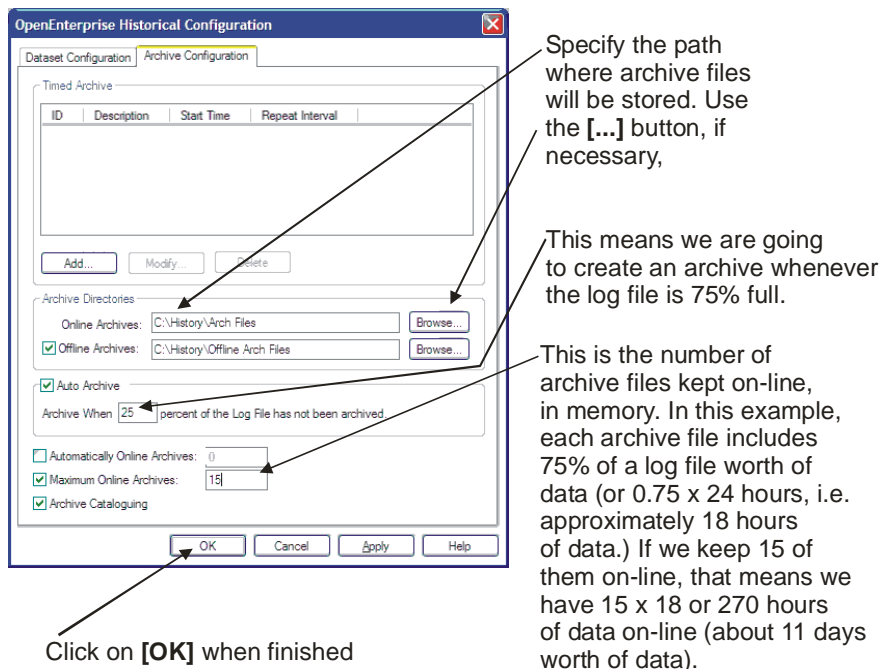 OpenEnterprise Historical Configuration
Dataset Configuration
Archive Configuration
Timed Archive
ID
Description
Start Time
Repeat Interval
Add...
Modify...
Delete
Archive Directories
Online Archives:
C:\History\Arch Files
Browse...
Offline Archives:
C:\History\Offline Arch Files
Browse...
Auto Archive
Archive When 25 percent of the Log File has not been archived.
Automatically Online Archives:
0
Maximum Online Archives:
15
Archive Cataloguing
OK
Cancel
Apply
Help
Specify the path
where archive files
will be stored. Use
the [...] button, if
necessary,
This means we are going
to create an archive whenever
the log file is 75% full.
This is the number of
archive files kept on-line,
in memory. In this example,
each archive file includes
75% of a log file worth of
data (or 0.75 x 24 hours, i.e.
approximately 18 hours
of data.) If we keep 15 of
them on-line, that means we
have 15 x 18 or 270 hours
of data on-line (about 11 days
worth of data).
Click on [OK] when finished